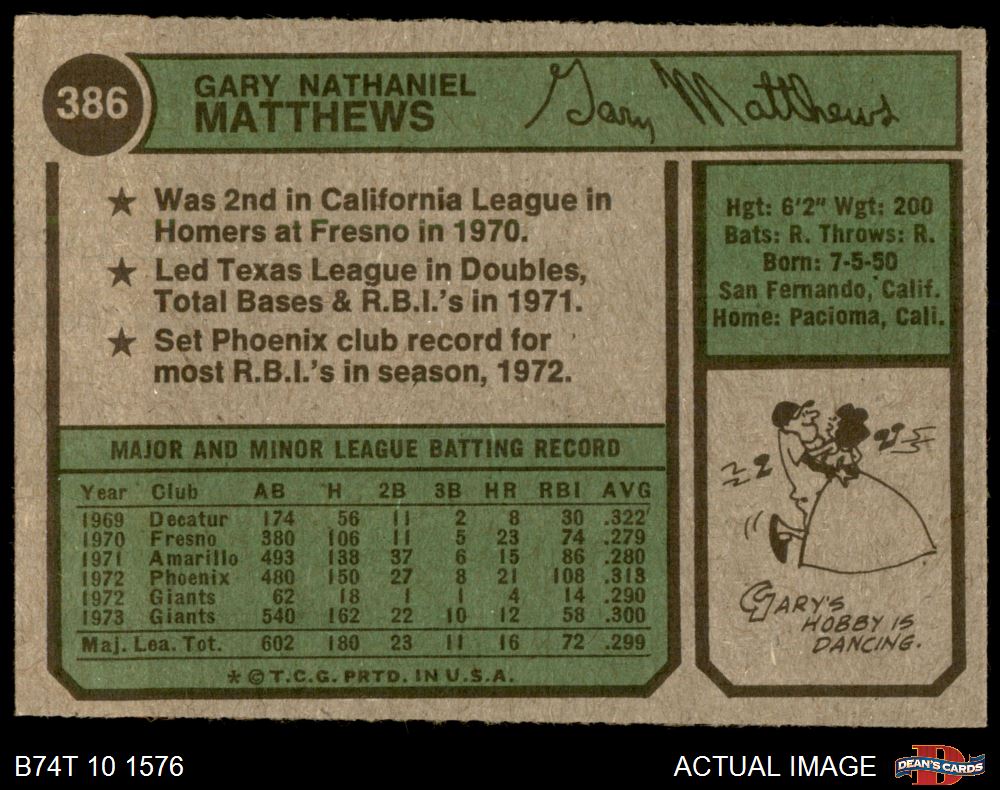 386
GARY NATHANIEL
MATTHEWS
Gary Matthews
★ Was 2nd in California League in
Homers at Fresno in 1970.
★ Led Texas League in Doubles,
Total Bases & R.B.I.'s in 1971.
★ Set Phoenix club record for
most R.B.I.'s in season, 1972.
Hgt: 6'2" Wgt: 200
Bats: R. Throws: R.
Born: 7-5-50
San Fernando, Calif.
Home: Pacioma, Cali.
MAJOR AND MINOR LEAGUE BATTING RECORD
Year Club AB H 2B 3B HR RBI AVG
1969 Decatur 174 56 11 2 8 30 .322
1970 Fresno 380 106 11 5 23 74 .279
1971 Amarillo 493 138 37 6 15 86 .280
1972 Phoenix 480 150 27 8 21 108 .313
1972 Giants 62 18 1 1 4 14 .290
1973 Giants 540 162 22 10 12 58 .300
Maj. Lea. Tot. 602 180 23 11 16 72 .299
* © T.C.G. PRTD. IN U.S.A.
GARY'S
HOBBY IS
DANCING.
B74T 10 1576
ACTUAL IMAGE
DEAN'S CARDS